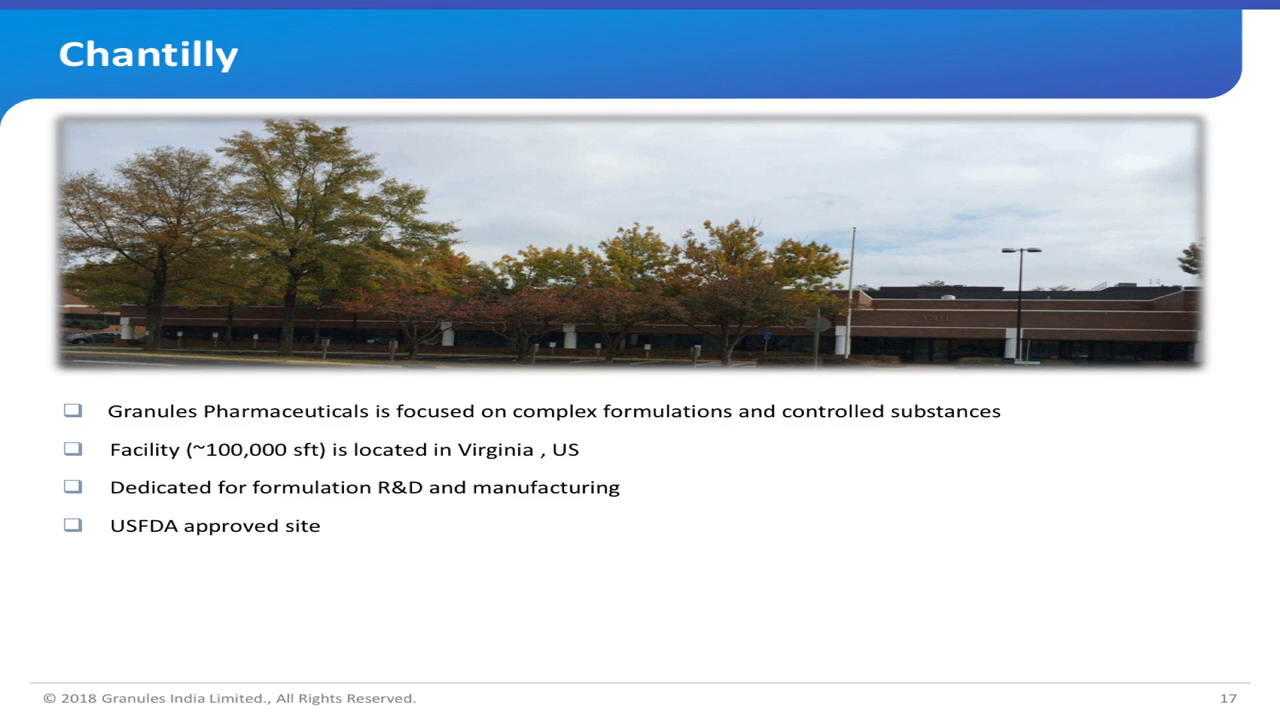 Chantilly
Granules Pharmaceuticals is focused on complex formulations and controlled substances
Facility (~100,000 sft) is located in Virginia , US
Dedicated for formulation R&D and manufacturing
USFDA approved site
© 2018 Granules India Limited., All Rights Reserved.
17